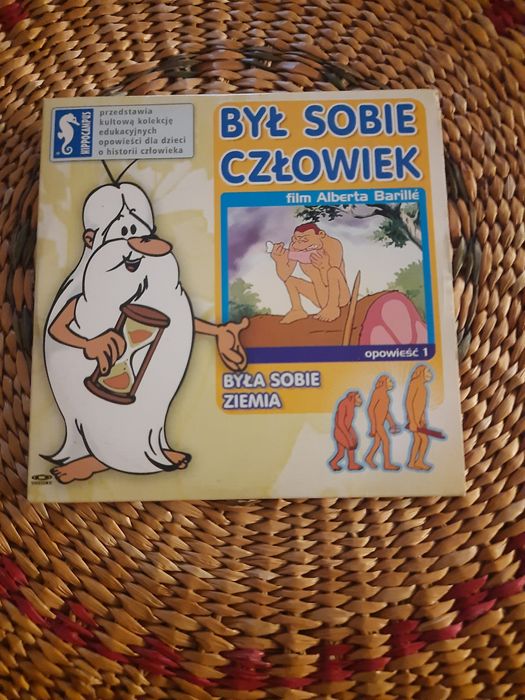 HIPPOCAMPUS
przedstawia
kultową kolekcję
edukacyjnych
opowieści dla dzieci
o historii człowieka
BYŁ SOBIE
CZŁOWIEK
film Alberta Barillé
opowieść 1
BYŁA SOBIE
ZIEMIA